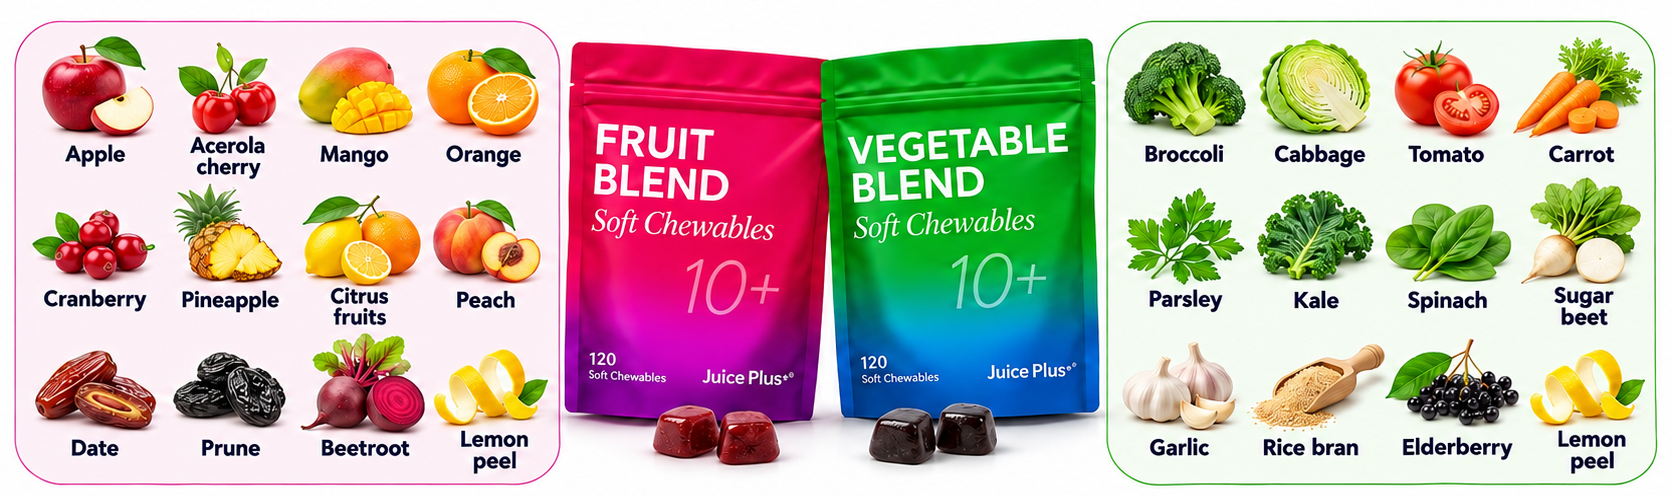 Apple
Acerola
cherry
Mango
Orange
Cranberry
Pineapple
Citrus
fruits
Peach
Date
Prune
Beetroot
Lemon
peel
FRUIT
BLEND
Soft Chewables
10+
120
Soft Chewables
Juice Plus+®
VEGETABLE
BLEND
Soft Chewables
10+
120
Soft Chewables
Juice Plus+®
Broccoli
Cabbage
Tomato
Carrot
Parsley
Kale
Spinach
Sugar
beet
Garlic
Rice bran
Elderberry
Lemon
peel